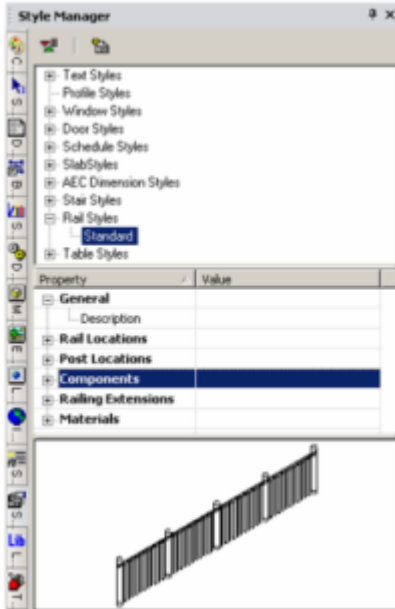 Style Manager
Text Styles
Profile Styles
Window Styles
Door Styles
Schedule Styles
SlabStyles
AEC Dimension Styles
Stair Styles
Rail Styles
Standard
Table Styles
Property / Value
General
Description
Rail Locations
Post Locations
Components
Railing Extensions
Materials
C..
S..
D..
B..
S..
D..
M..
E..
L..
S..
S..
Lib
L..
T..